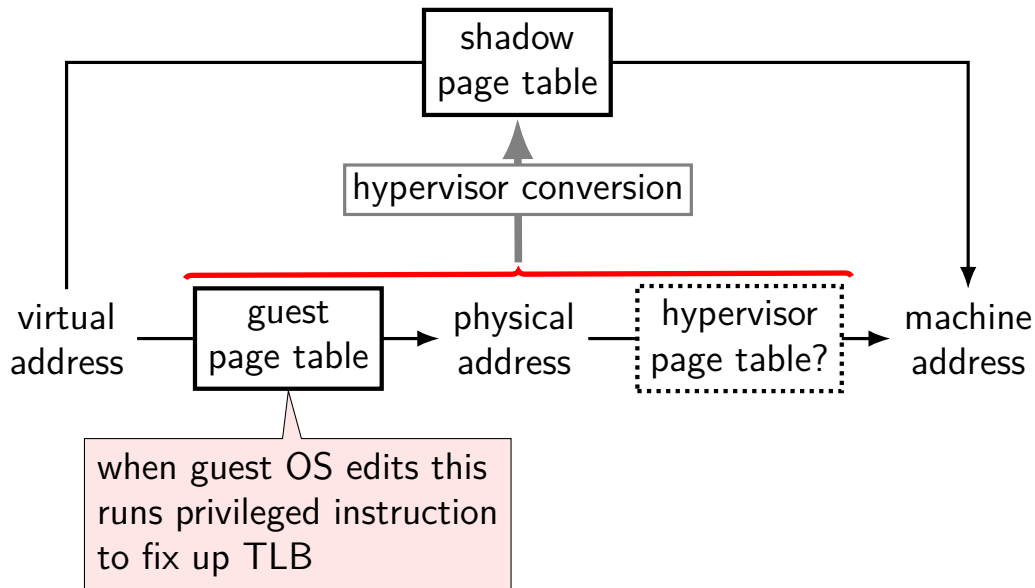 shadow
page table
hypervisor conversion
virtual
address
guest
page table
physical
address
hypervisor
page table?
machine
address
when guest OS edits this
runs privileged instruction
to fix up TLB